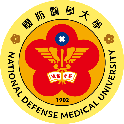 國防醫學大學
NATIONAL DEFENSE MEDICAL UNIVERSITY
1902